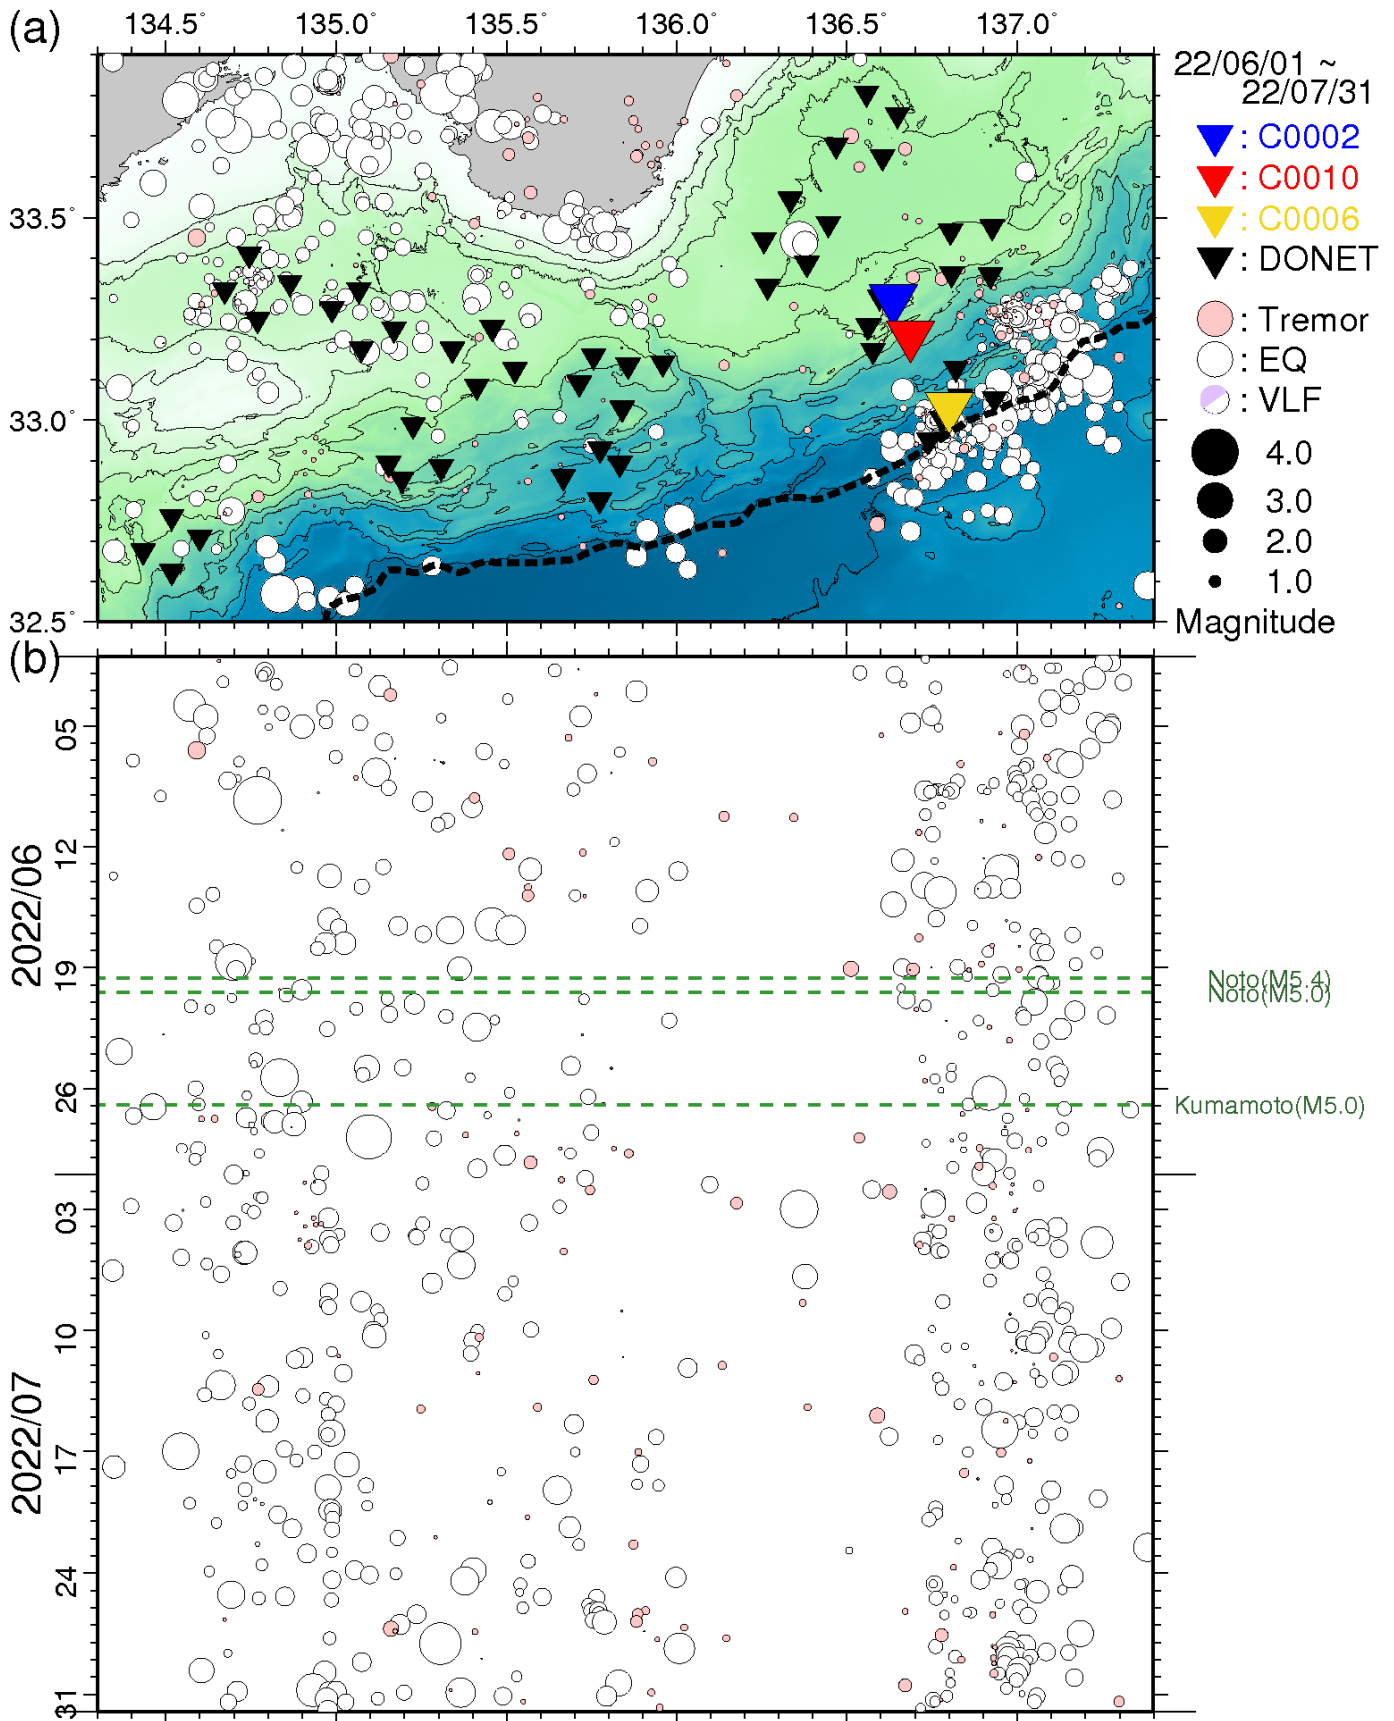 (a)
134.5° 135.0° 135.5° 136.0° 136.5° 137.0°
33.5°
33.0°
32.5°
22/06/01 ~
22/07/31
: C0002
: C0010
: C0006
: DONET
: Tremor
: EQ
: VLF
4.0
3.0
2.0
1.0
Magnitude
(b)
05
12
19
26
03
10
17
24
31
2022/06
2022/07
Noto(M5.4)
Noto(M5.0)
Kumamoto(M5.0)